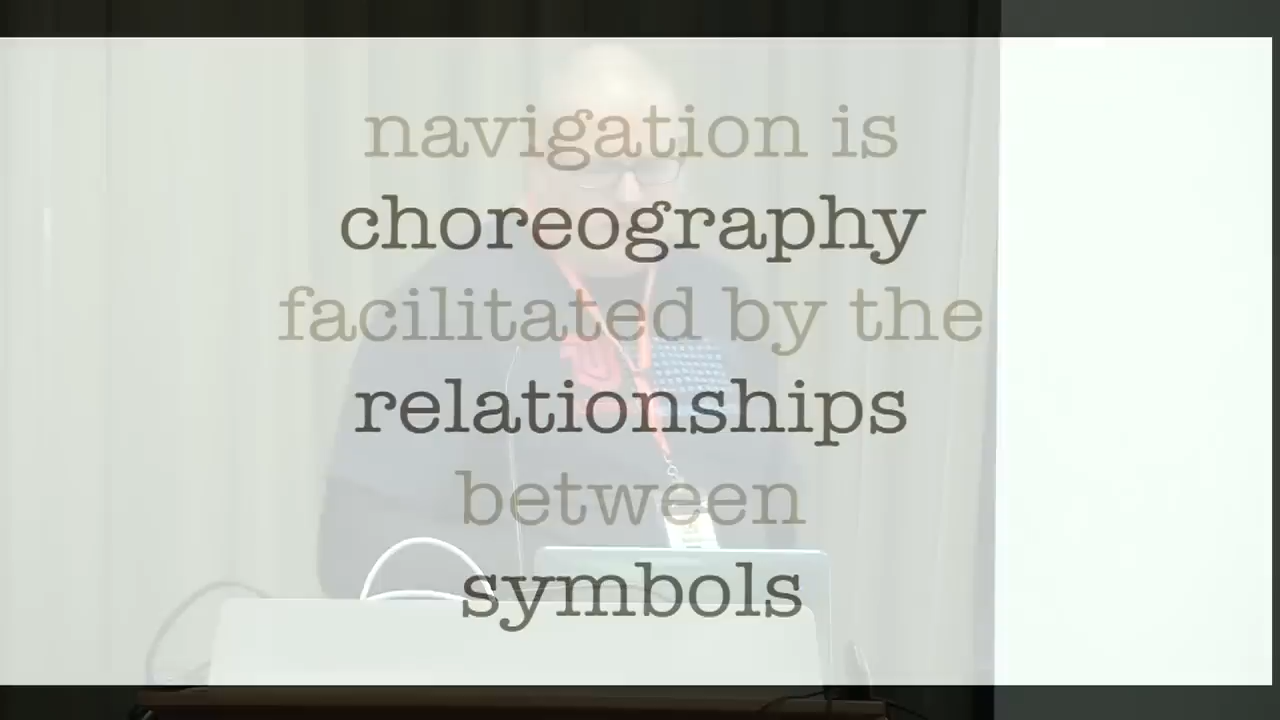 navigation is
choreography
facilitated by the
relationships
between
symbols